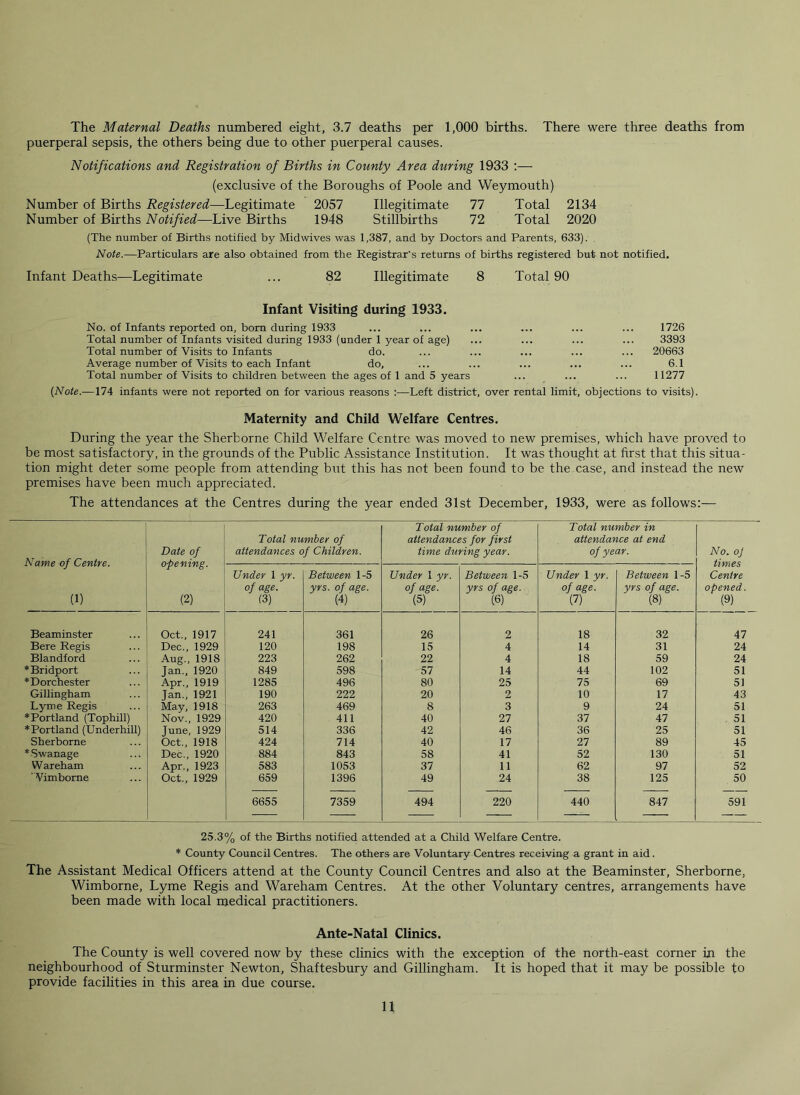 The Maternal Deaths numbered eight, 3.7 deaths per 1,000 births. There were three deaths from
puerperal sepsis, the others being due to other puerperal causes.
Notifications and Registration of Births in County Area during 1933 :—
(exclusive of the Boroughs of Poole and Weymouth)
Number of Births Registered—Legitimate 2057 Illegitimate 77 Total 2134
Number of Births Notified—Live Births 1948 Stillbirths 72 Total 2020
(The number of Births notified by Midwives was 1,387, and by Doctors and Parents, 633).
Note.—Particulars are also obtained from the Registrar's returns of births registered but not notified.
Infant Deaths—Legitimate ... 82 Illegitimate 8 Total 90
Infant Visiting during 1933.
No. of Infants reported on, born during 1933 ... ... ... ... ... ... 1726
Total number of Infants visited during 1933 (under 1 year of age) ... ... ... ... 3393
Total number of Visits to Infants do. ... ... ... ... ... 20663
Average number of Visits to each Infant do, ... ... ... ... ... 6.1
Total number of Visits to children between the ages of 1 and 5 years ... ... ... 11277
(Note.—174 infants were not reported on for various reasons :—Left district, over rental limit, objections to visits).
Maternity and Child Welfare Centres.
During the year the Sherborne Child Welfare Centre was moved to new premises, which have proved to
be most satisfactory, in the grounds of the Public Assistance Institution. It was thought at first that this situa-
tion might deter some people from attending but this has not been found to be the case, and instead the new
premises have been much appreciated.
The attendances at the Centres during the year ended 31st December, 1933, were as follows:—
Name of Centre. Date of opening. Total number of attendances of Children. Total number of attendances for first time during year. Total number in attendance at end of year. No. of times Centre opened.
Under 1 yr. of age. Between 1-5 yrs. of age. Under 1 yr. of age. Between 1-5 yrs of age. Under 1 yr. of age. Between 1-5 yrs of age.
(1) (2) (3) (4) (5) (6) (7) (8) (9)
Beaminster ... Oct., 1917 241 361 26 2 18 32 47
Bere Regis ... Dec., 1929 120 198 15 4 14 31 24
Blandford ... Aug., 1918 223 262 22 4 18 59 24
*Bridport ... Jan., 1920 849 598 57 14 44 102 51
*Dorchester ... Apr., 1919 1285 496 80 25 75 69 51
Gillingham ... Jan., 1921 190 222 20 2 10 17 43
Lyme Regis ... May, 1918 263 469 8 3 9 24 51
*Portland (Tophill) Nov., 1929 420 411 40 27 37 47 51
*Portland (Underhill) June, 1929 514 336 42 46 36 25 51
Sherborne ... Oct., 1918 424 714 40 17 27 89 45
*Swanage ... Dec., 1920 884 843 58 41 52 130 51
Wareham ... Apr., 1923 583 1053 37 11 62 97 52
Wimborne ... Oct., 1929 659 1396 49 24 38 125 50
6655 7359 494 220 440 847 591
25.3% of the Births notified attended at a Child Welfare Centre.
* County Council Centres. The others are Voluntary Centres receiving a grant in aid.
The Assistant Medical Officers attend at the County Council Centres and also at the Beaminster, Sherborne,
Wimborne, Lyme Regis and Wareham Centres. At the other Voluntary centres, arrangements have
been made with local medical practitioners.
Ante-Natal Clinics.
The County is well covered now by these clinics with the exception of the north-east corner in the
neighbourhood of Sturminster Newton, Shaftesbury and Gillingham. It is hoped that it may be possible to
provide facilities in this area in due course.
11